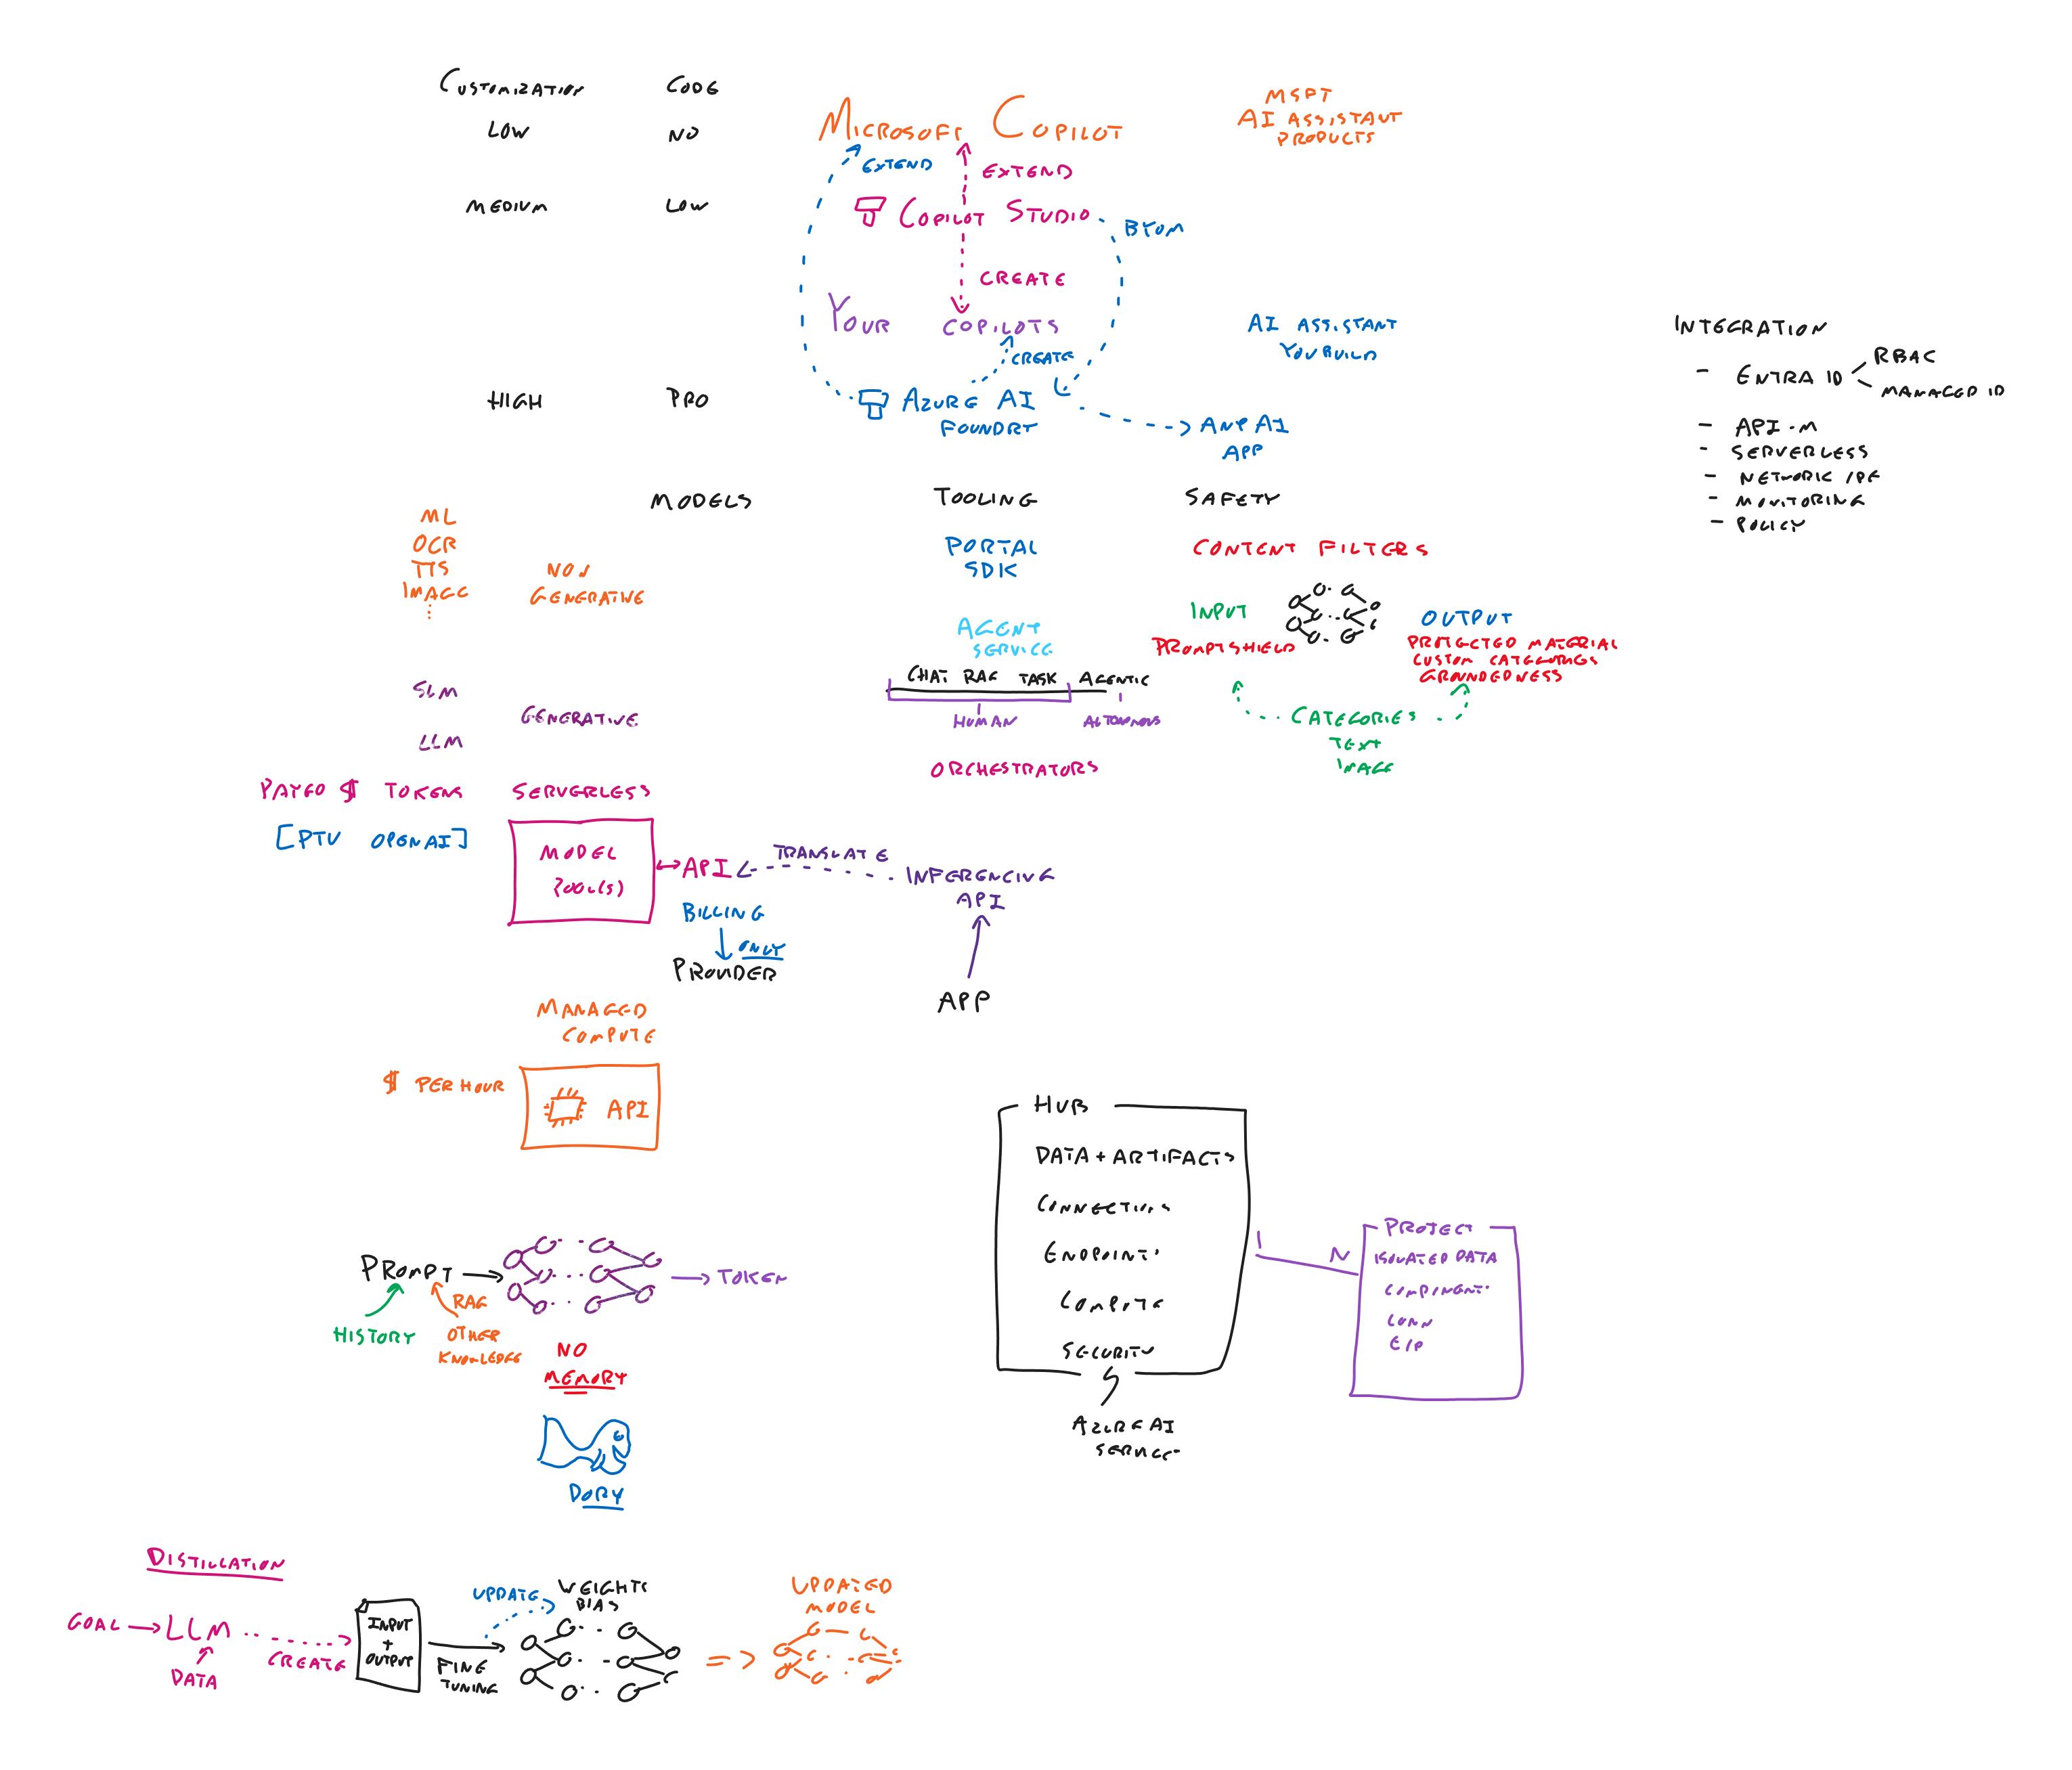 CUSTOMIZATION CODE
LOW NO
MICROSOFT COPILOT
MSFT
AI ASSISTANT
PRODUCTS
EXTEND
EXTEND
MEDIUM LOW
COPILOT STUDIO
BYOM
CREATE
YOUR COPILOTS
AI ASSISTANT
YOU BUILD
CREATE
HIGH PRO
AZURE AI
FOUNDRY
ANY AI
APP
INTEGRATION
- ENTRA ID
RBAC
MANAGED ID
- API-M
- SERVERLESS
- NETWORK / PE
- MONITORING
- POLICY
MODELS TOOLING SAFETY
ML
OCR
TTS
IMAGE
NON
GENERATIVE
SLM
LLM
GENERATIVE
PORTAL
SDK
AGENT
SERVICE
CHAT RAG TASK AGENTIC
HUMAN AUTONOMOUS
ORCHESTRATORS
CONTENT FILTERS
INPUT
PROMPT SHIELD
OUTPUT
PROTECTED MATERIAL
CUSTOM CATEGORIES
GROUNDEDNESS
CATEGORIES
TEXT
IMAGE
PAYGO $ TOKENS SERVERLESS
[PTU OPENAI]
MODEL
POOL(S)
API
TRANSLATE
INFERENCING
API
BILLING
ONLY
PROVIDER
APP
MANAGED
COMPUTE
$ PER HOUR
API
HUB
DATA + ARTIFACTS
CONNECTIONS
ENDPOINTS
COMPUTE
SECURITY
AZURE AI
SERVICES
1 N
PROJECT
ISOLATED DATA
COMPONENTS
CONN
E/P
PROMPT
TOKEN
HISTORY
RAG
OTHER
KNOWLEDGE
NO
MEMORY
DORY
DISTILLATION
GOAL
LLM
DATA
CREATE
INPUT
+
OUTPUT
FINE
TUNING
UPDATE
WEIGHTS
BIAS
=>
UPDATED
MODEL